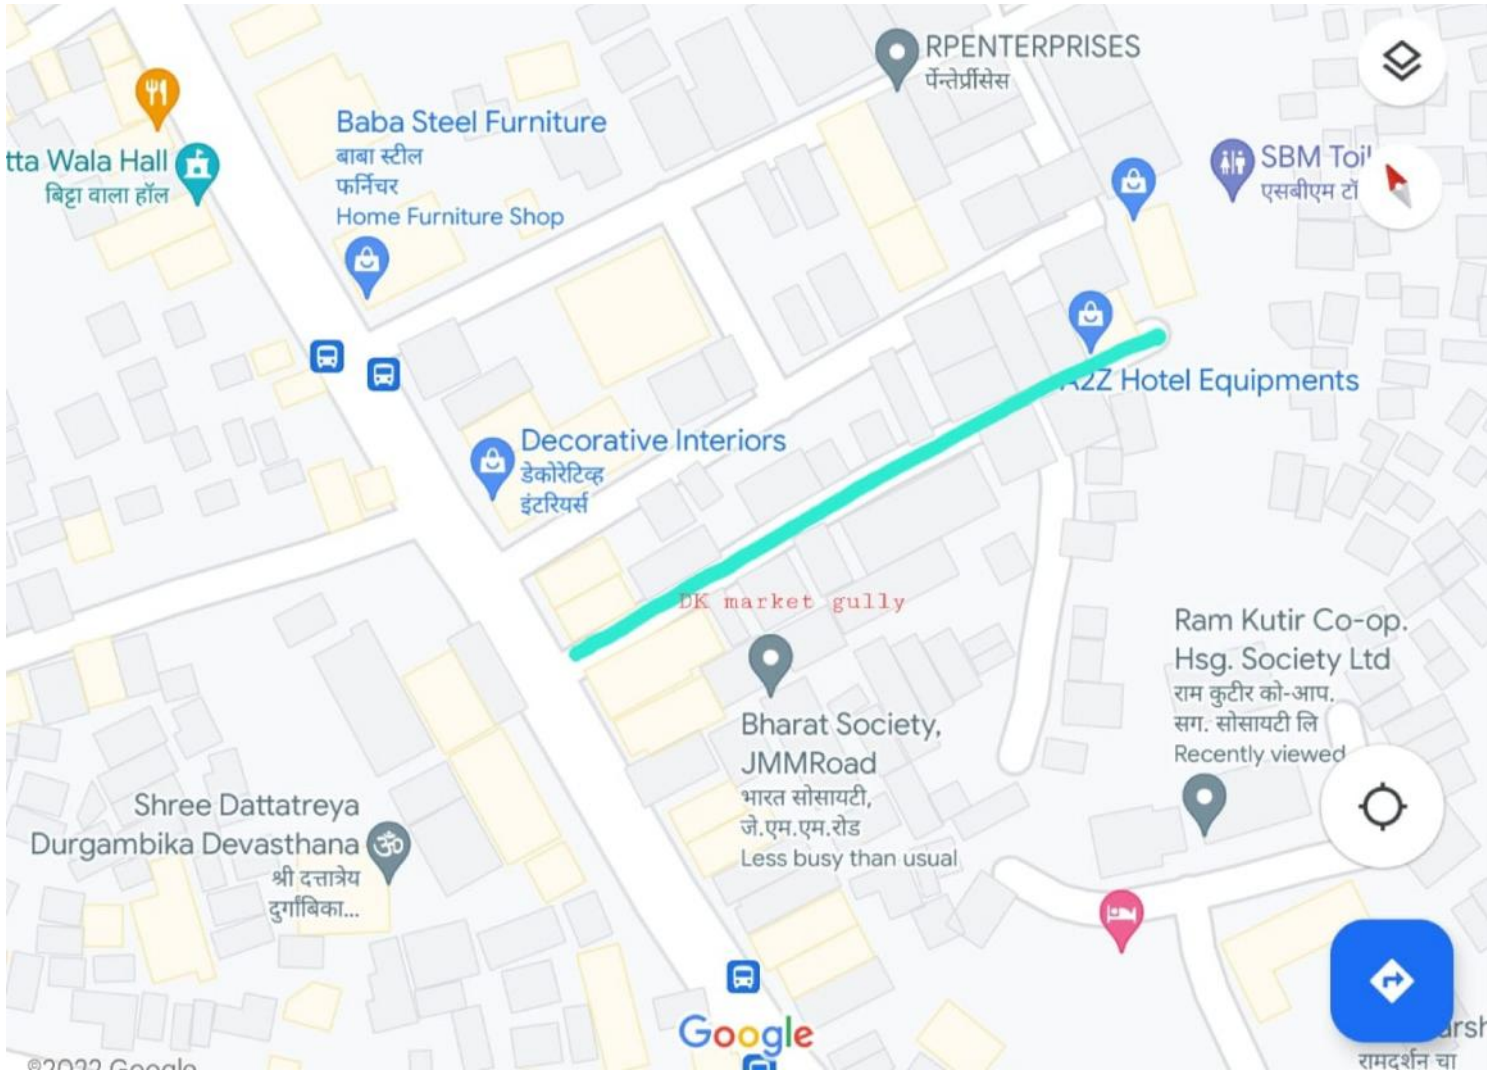 RPENTERPRISES
पेंन्तेर्प्रीसेस
Baba Steel Furniture
बाबा स्टील
फर्निचर
Home Furniture Shop
tta Wala Hall
बिट्टा वाला हॉल
SBM Toil
एसबीएम टॉ
A2Z Hotel Equipments
Decorative Interiors
डेकोरेटिव्ह
इंटरियर्स
DK market gully
Ram Kutir Co-op.
Hsg. Society Ltd
राम कुटीर को-आप.
सग. सोसायटी लि
Recently viewed
Bharat Society,
JMMRoad
भारत सोसायटी,
जे.एम.एम.रोड
Less busy than usual
Shree Dattatreya
Durgambika Devasthana
श्री दत्तात्रेय
दुर्गांबिका...
Google
arsh
रामदर्शन चा
©2022 Google